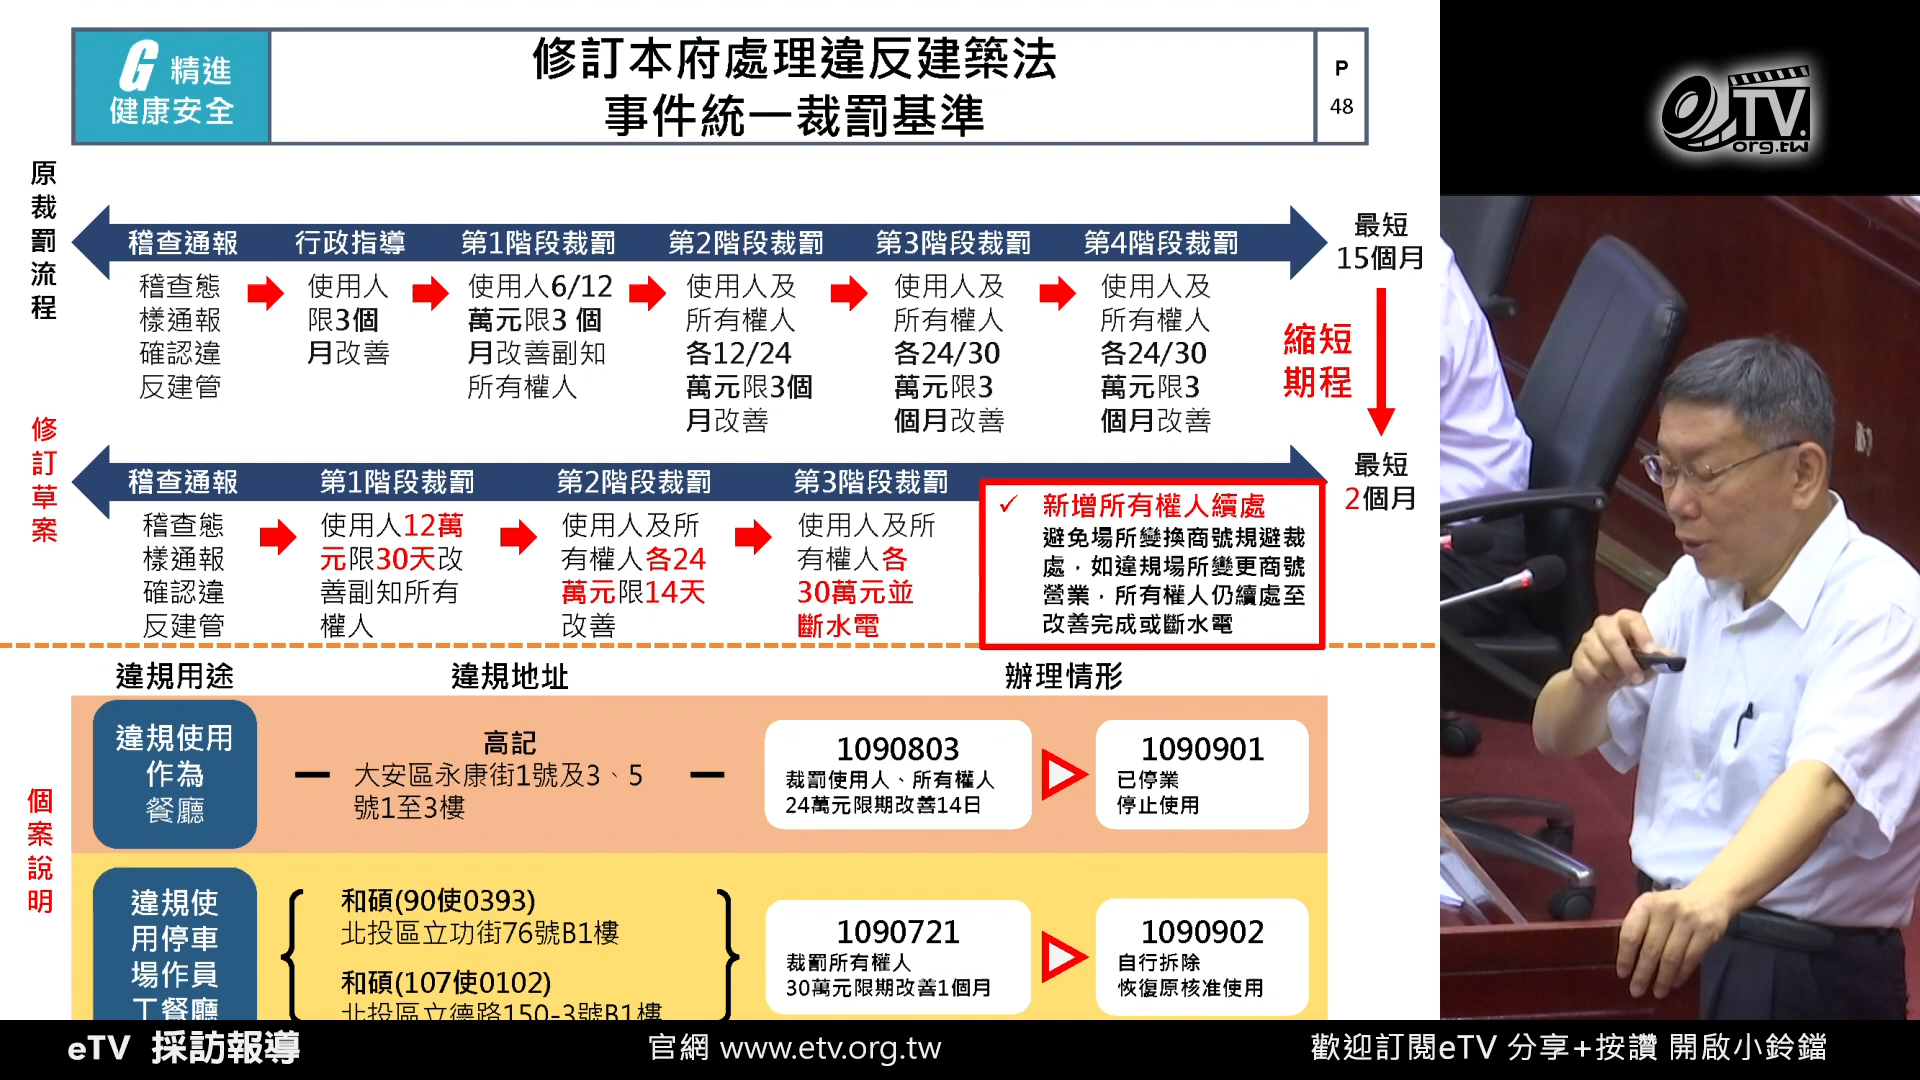 G 精進
健康安全
修訂本府處理違反建築法
事件統一裁罰基準
P
48
原裁罰流程
稽查通報
行政指導
第1階段裁罰
第2階段裁罰
第3階段裁罰
第4階段裁罰
最短
15個月
稽查態
樣通報
確認違
反建管
使用人
限3個
月改善
使用人6/12
萬元限3 個
月改善副知
所有權人
使用人及
所有權人
各12/24
萬元限3個
月改善
使用人及
所有權人
各24/30
萬元限3
個月改善
使用人及
所有權人
各24/30
萬元限3
個月改善
縮短
期程
修訂草案
稽查通報
第1階段裁罰
第2階段裁罰
第3階段裁罰
最短
2個月
稽查態
樣通報
確認違
反建管
使用人12萬
元限30天改
善副知所有
權人
使用人及所
有權人各24
萬元限14天
改善
使用人及所
有權人各
30萬元並
斷水電
✓ 新增所有權人續處
避免場所變換商號規避裁
處，如違規場所變更商號
營業，所有權人仍續處至
改善完成或斷水電
違規用途
違規地址
辦理情形
個案說明
違規使用
作為
餐廳
高記
大安區永康街1號及3、5
號1至3樓
1090803
裁罰使用人、所有權人
24萬元限期改善14日
1090901
已停業
停止使用
違規使
用停車
場作員
工餐廳
和碩(90使0393)
北投區立功街76號B1樓
和碩(107使0102)
北投區立德路150-3號B1樓
1090721
裁罰所有權人
30萬元限期改善1個月
1090902
自行拆除
恢復原核准使用
eTV.
org.tw
eTV 採訪報導
官網 www.etv.org.tw
歡迎訂閱eTV 分享+按讚 開啟小鈴鐺